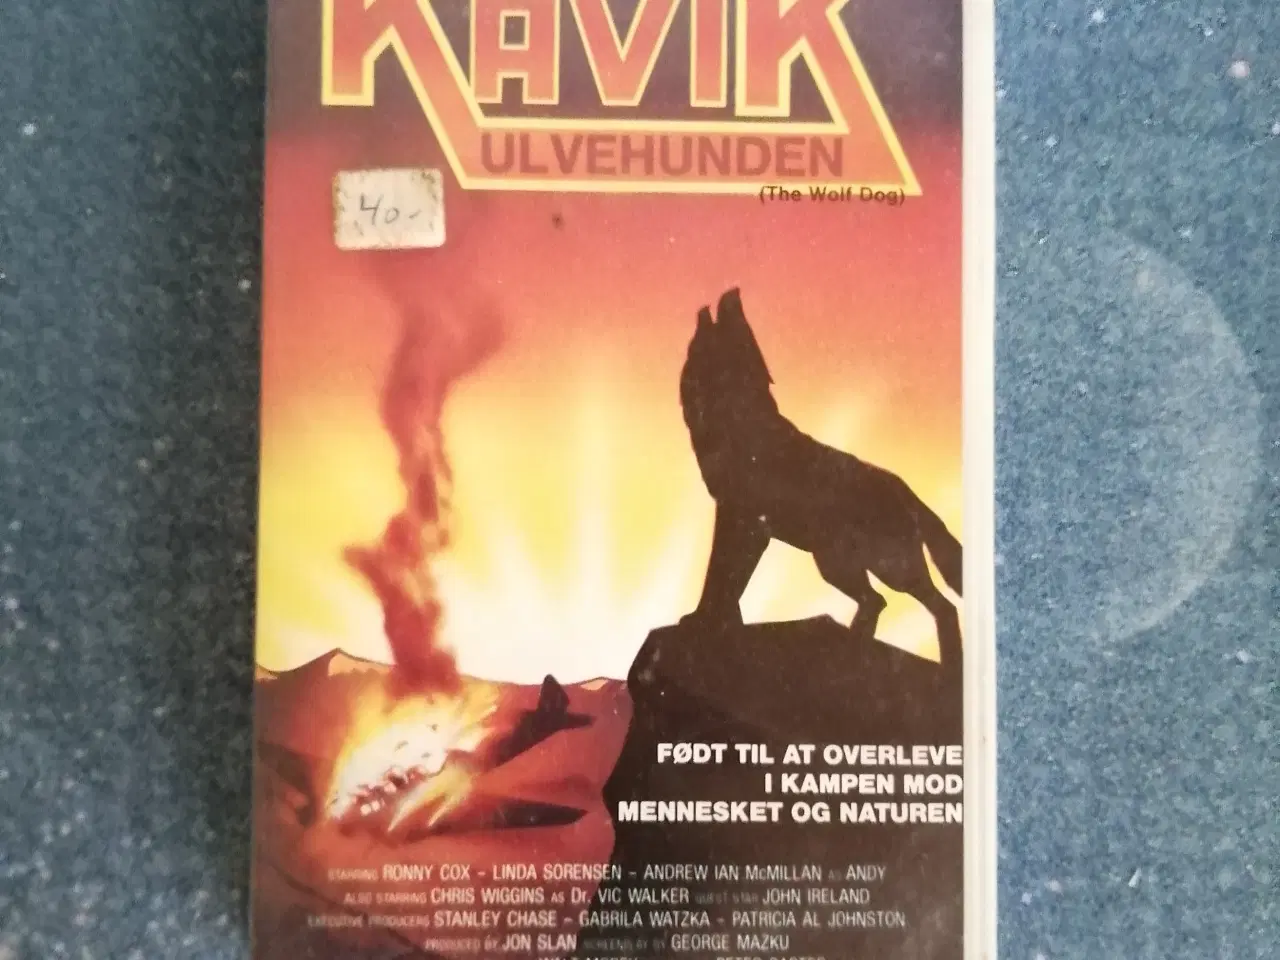 KAVIK
ULVEHUNDEN
(The Wolf Dog)
40,-
FØDT TIL AT OVERLEVE
I KAMPEN MOD
MENNESKET OG NATUREN
STARRING RONNY COX - LINDA SORENSEN - ANDREW IAN McMILLAN AS ANDY
ALSO STARRING CHRIS WIGGINS AS Dr. VIC WALKER GUEST STAR JOHN IRELAND
EXECUTIVE PRODUCERS STANLEY CHASE - GABRILA WATZKA - PATRICIA AL JOHNSTON
PRODUCED BY JON SLAN SCREENPLAY BY GEORGE MAZKU